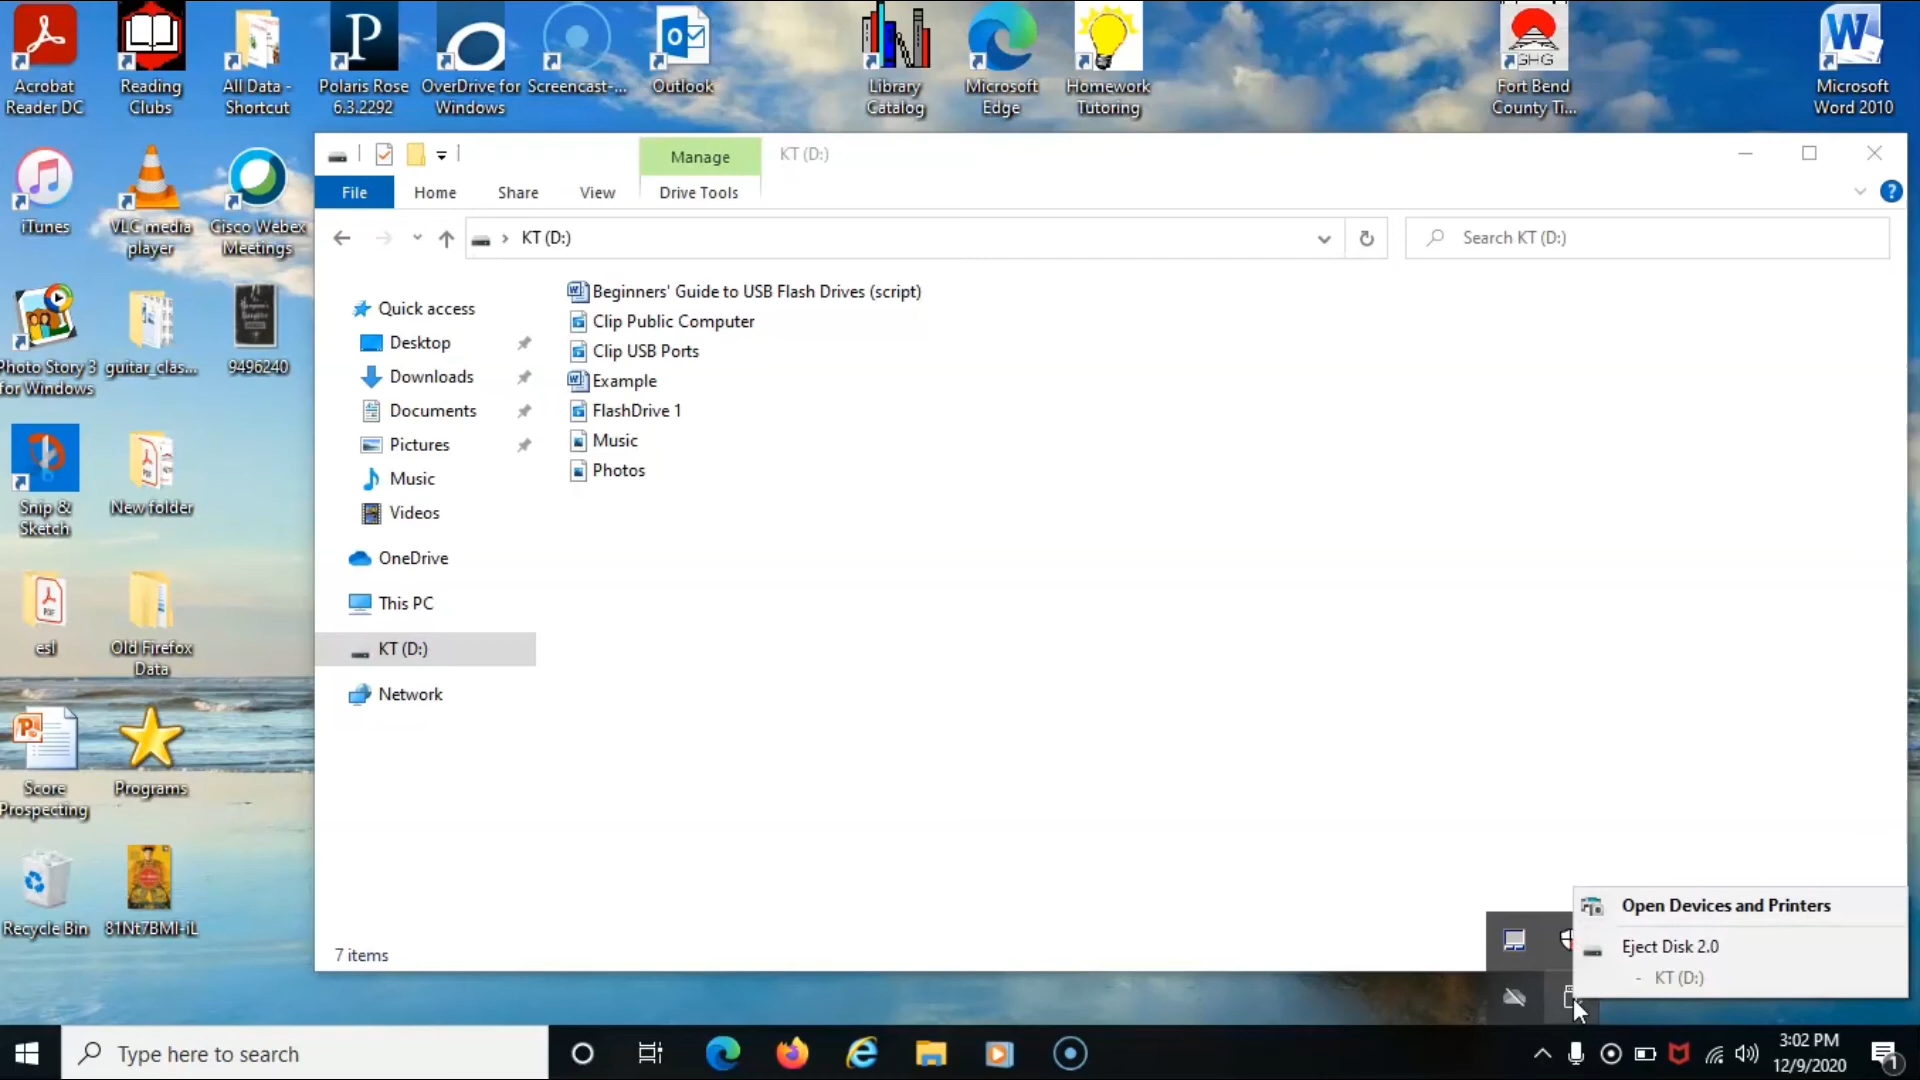 Acrobat
Reader DC
Reading
Clubs
All Data -
Shortcut
Polaris Rose
6.3.2292
OverDrive for
Windows
Screencast-...
Outlook
Library
Catalog
Microsoft
Edge
Homework
Tutoring
GHG
Fort Bend
County Ti...
Microsoft
Word 2010
iTunes
VLC media
player
Cisco Webex
Meetings
Photo Story 3
for Windows
guitar_clas...
9496240
Snip &
Sketch
New folder
esl
Old Firefox
Data
Score
Prospecting
Programs
Recycle Bin
81Nt7BMI-iL
Manage
KT (D:)
File
Home
Share
View
Drive Tools
KT (D:)
Search KT (D:)
Quick access
Desktop
Downloads
Documents
Pictures
Music
Videos
OneDrive
This PC
KT (D:)
Network
Beginners' Guide to USB Flash Drives (script)
Clip Public Computer
Clip USB Ports
Example
FlashDrive 1
Music
Photos
7 items
Open Devices and Printers
Eject Disk 2.0
- KT (D:)
Type here to search
3:02 PM
12/9/2020
1